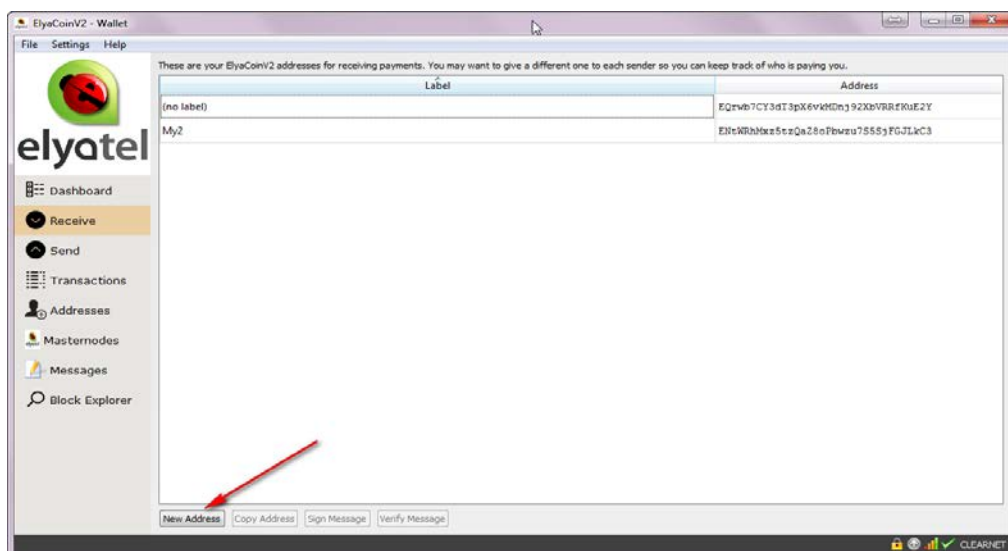 ElyaCoinV2 - Wallet
File Settings Help
These are your ElyaCoinV2 addresses for receiving payments. You may want to give a different one to each sender so you can keep track of who is paying you.
Label Address
(no label)
My2
elyatel
Dashboard
Receive
Send
Transactions
Addresses
Masternodes
Messages
Block Explorer
New Address Copy Address Sign Message Verify Message
CLEARNET